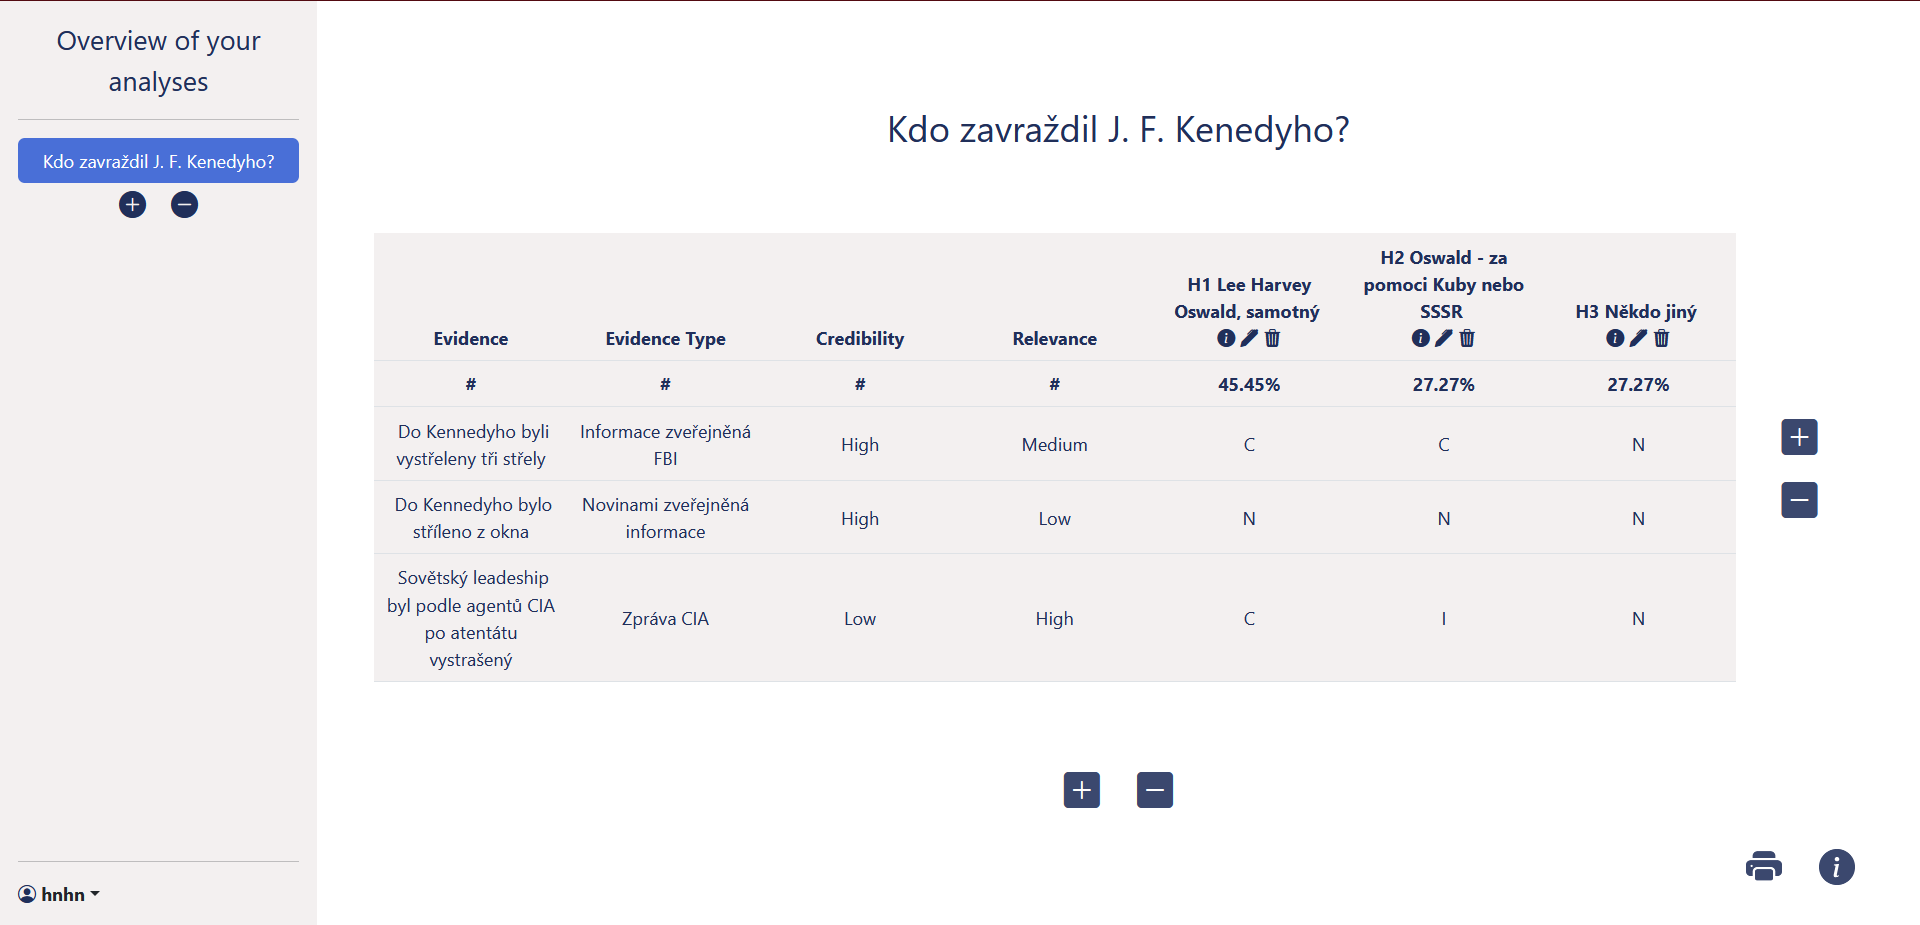 Overview of your
analyses
Kdo zavraždil J. F. Kenedyho?
hnhn
Kdo zavraždil J. F. Kenedyho?
Evidence
Evidence Type
Credibility
Relevance
H1 Lee Harvey
Oswald, samotný
H2 Oswald - za
pomoci Kuby nebo
SSSR
H3 Někdo jiný
# # # # 45.45% 27.27% 27.27%
Do Kennedyho byli
vystřeleny tři střely
Informace zveřejněná
FBI
High
Medium
C
C
N
Do Kennedyho bylo
stříleno z okna
Novinami zveřejněná
informace
High
Low
N
N
N
Sovětský leadeship
byl podle agentů CIA
po atentátu
vystrašený
Zpráva CIA
Low
High
C
I
N